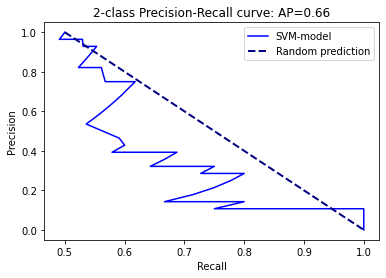 2-class Precision-Recall curve: AP=0.66
SVM-model
Random prediction
Precision
1.0
0.8
0.6
0.4
0.2
0.0
0.5
0.6
0.7
0.8
0.9
1.0
Recall